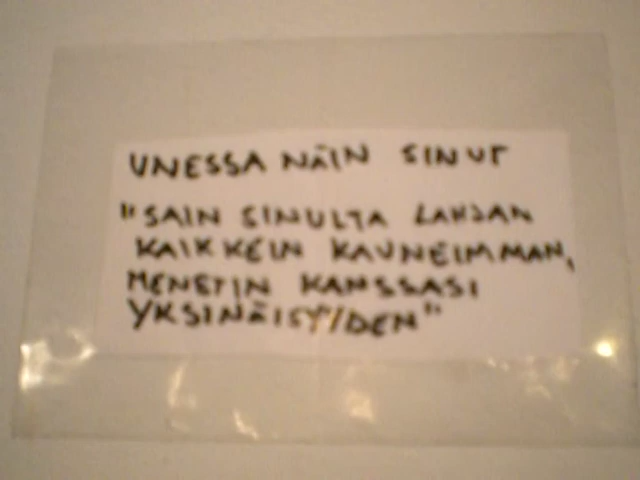 UNESSA NÄIN SINUT
"SAIN SINULTA LAHJAN
KAIKKEIN KAUNEIMMAN,
MENETIN KANSSASI
YKSINÄISYYDEN"